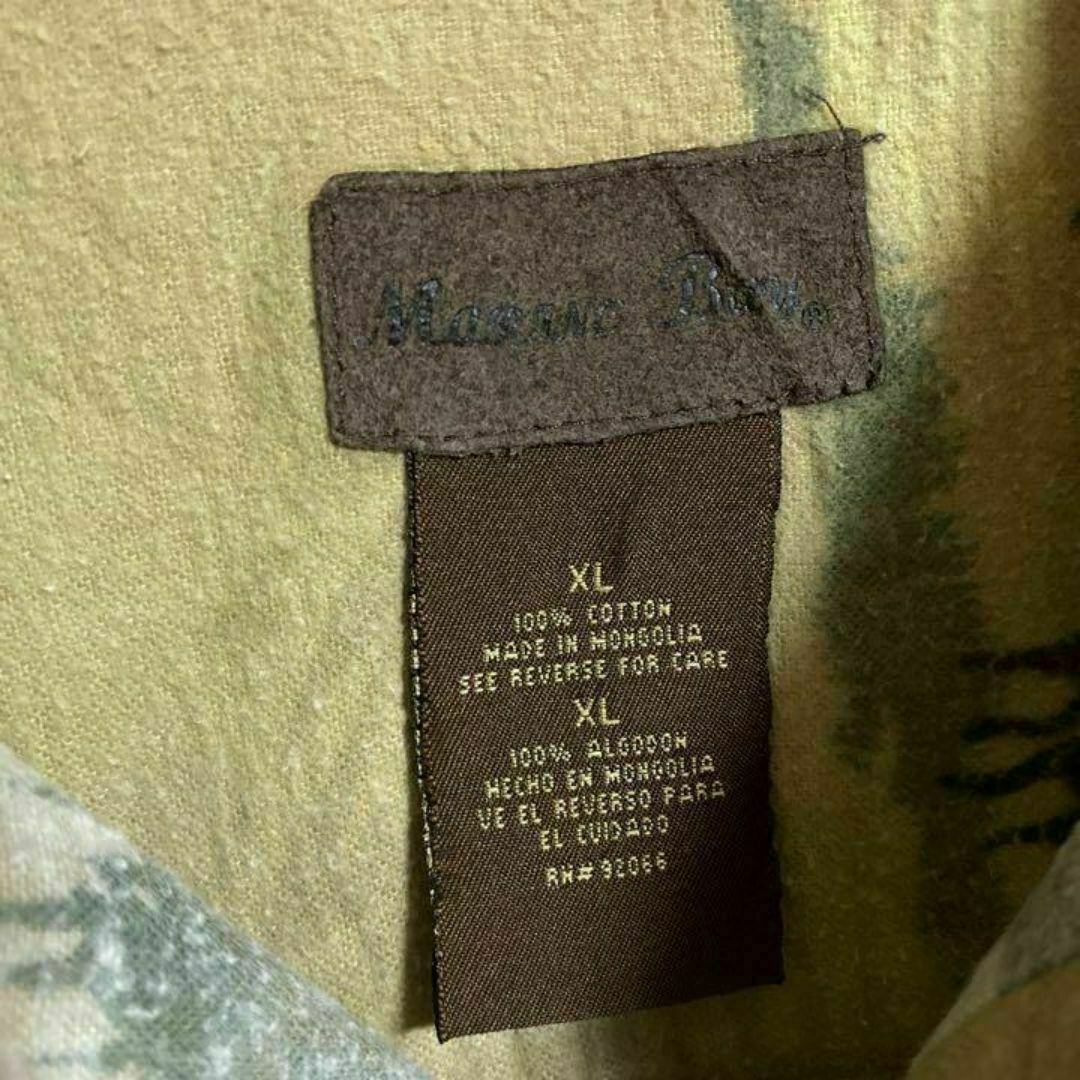 XL
100% COTTON
MADE IN MONGOLIA
SEE REVERSE FOR CARE
XL
100% ALGODON
HECHO EN MONGOLIA
VE EL REVERSO PARA
EL CUIDADO
RN# 92066